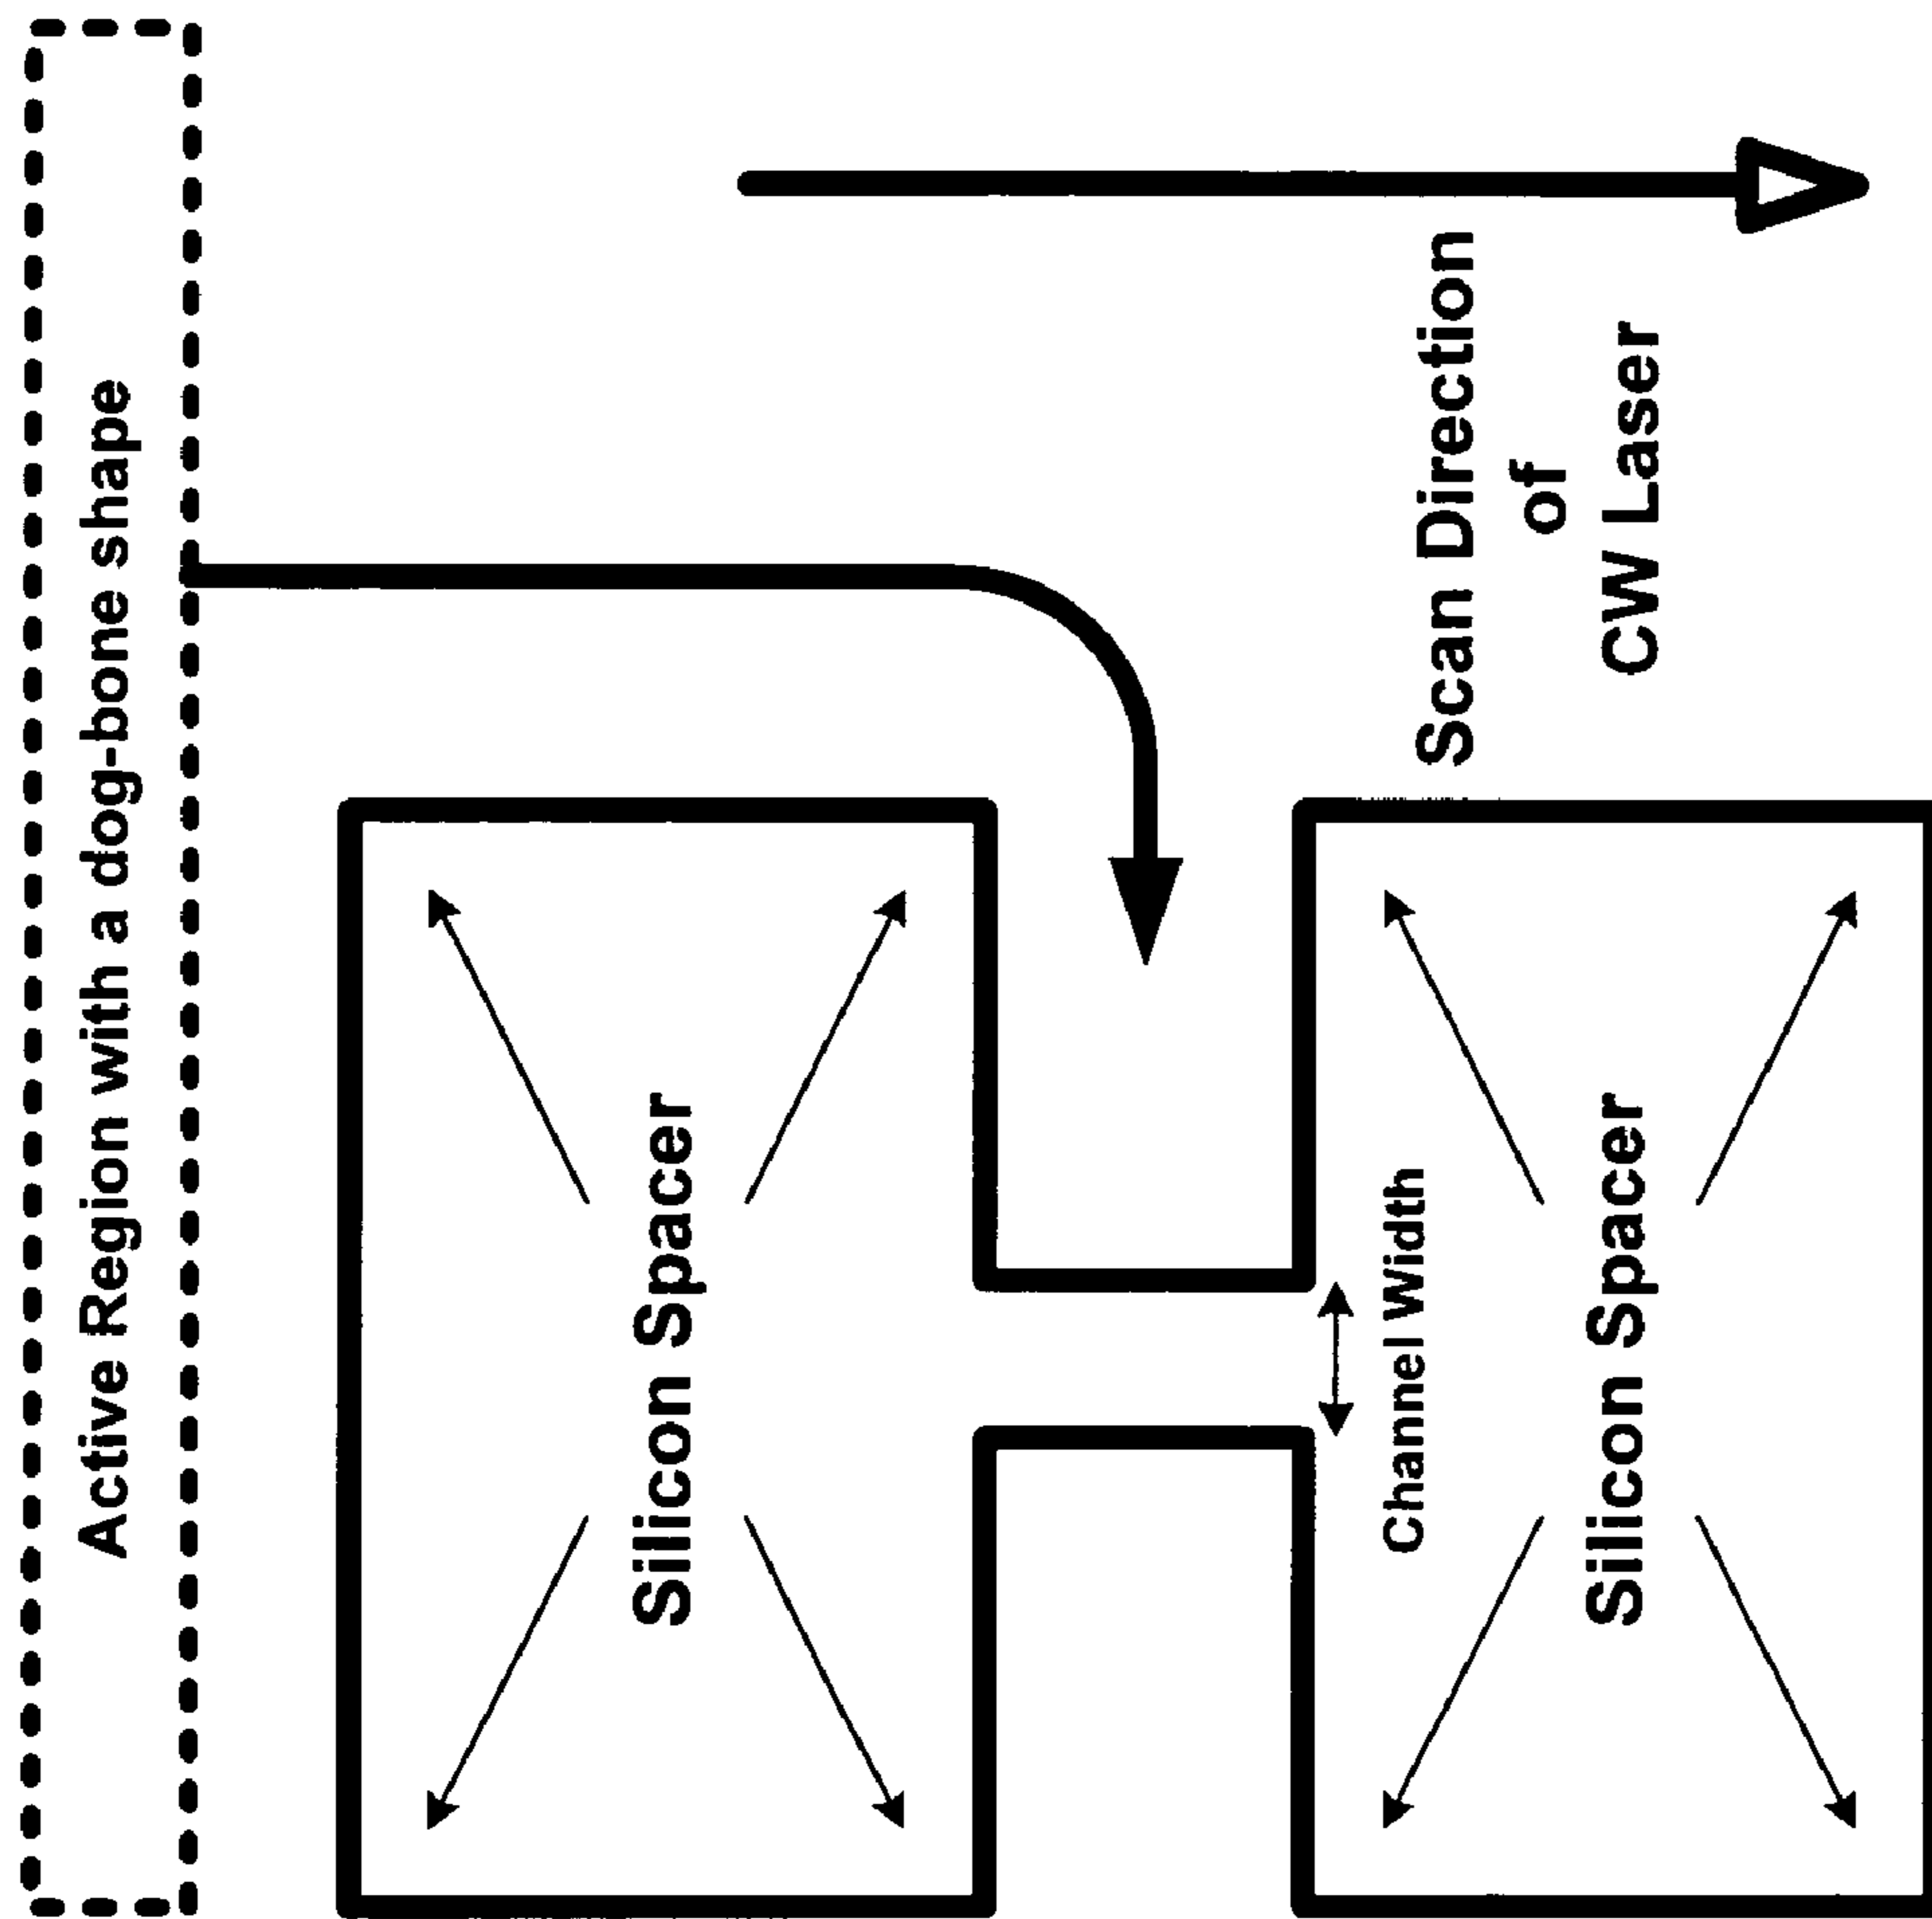 Active Region with a dog-bone shape
Silicon Spacer
Channel Width
Scan Direction
of
CW Laser
Silicon Spacer